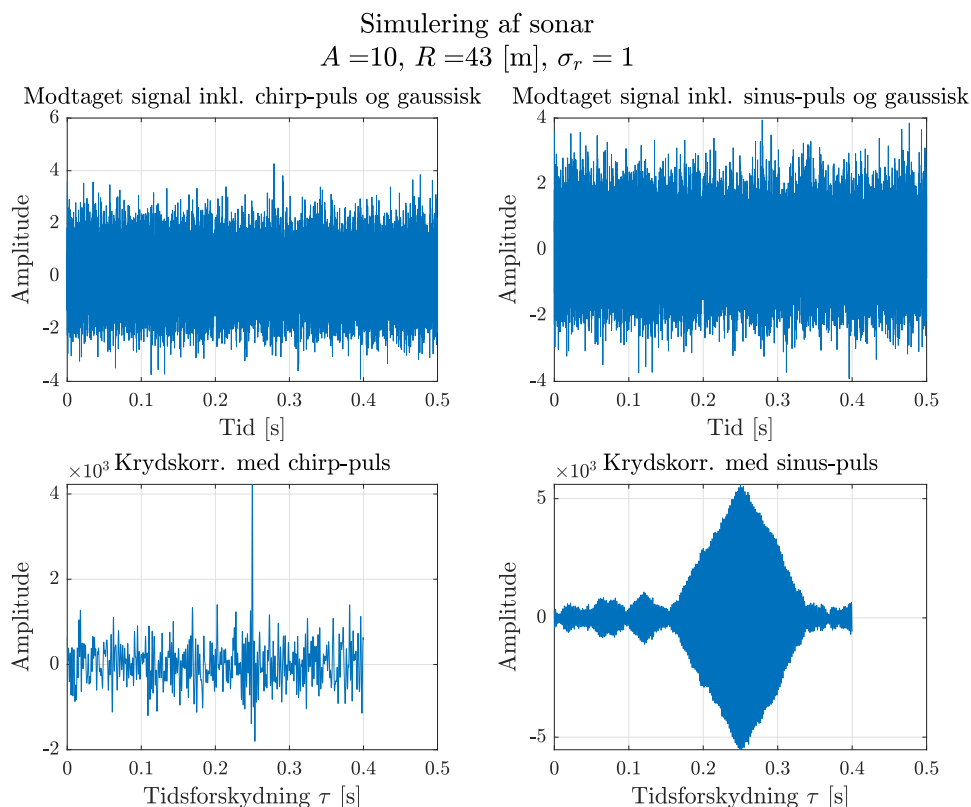 Simulering af sonar
A =10, R =43 [m], σr = 1
Modtaget signal inkl. chirp-puls og gaussisk
6
4
2
0
-2
-4
Amplitude
0 0.1 0.2 0.3 0.4 0.5
Tid [s]
Modtaget signal inkl. sinus-puls og gaussisk
4
2
0
-2
-4
Amplitude
0 0.1 0.2 0.3 0.4 0.5
Tid [s]
×10³ Krydskorr. med chirp-puls
4
2
0
-2
Amplitude
0 0.1 0.2 0.3 0.4 0.5
Tidsforskydning τ [s]
×10³ Krydskorr. med sinus-puls
5
0
-5
Amplitude
0 0.1 0.2 0.3 0.4 0.5
Tidsforskydning τ [s]